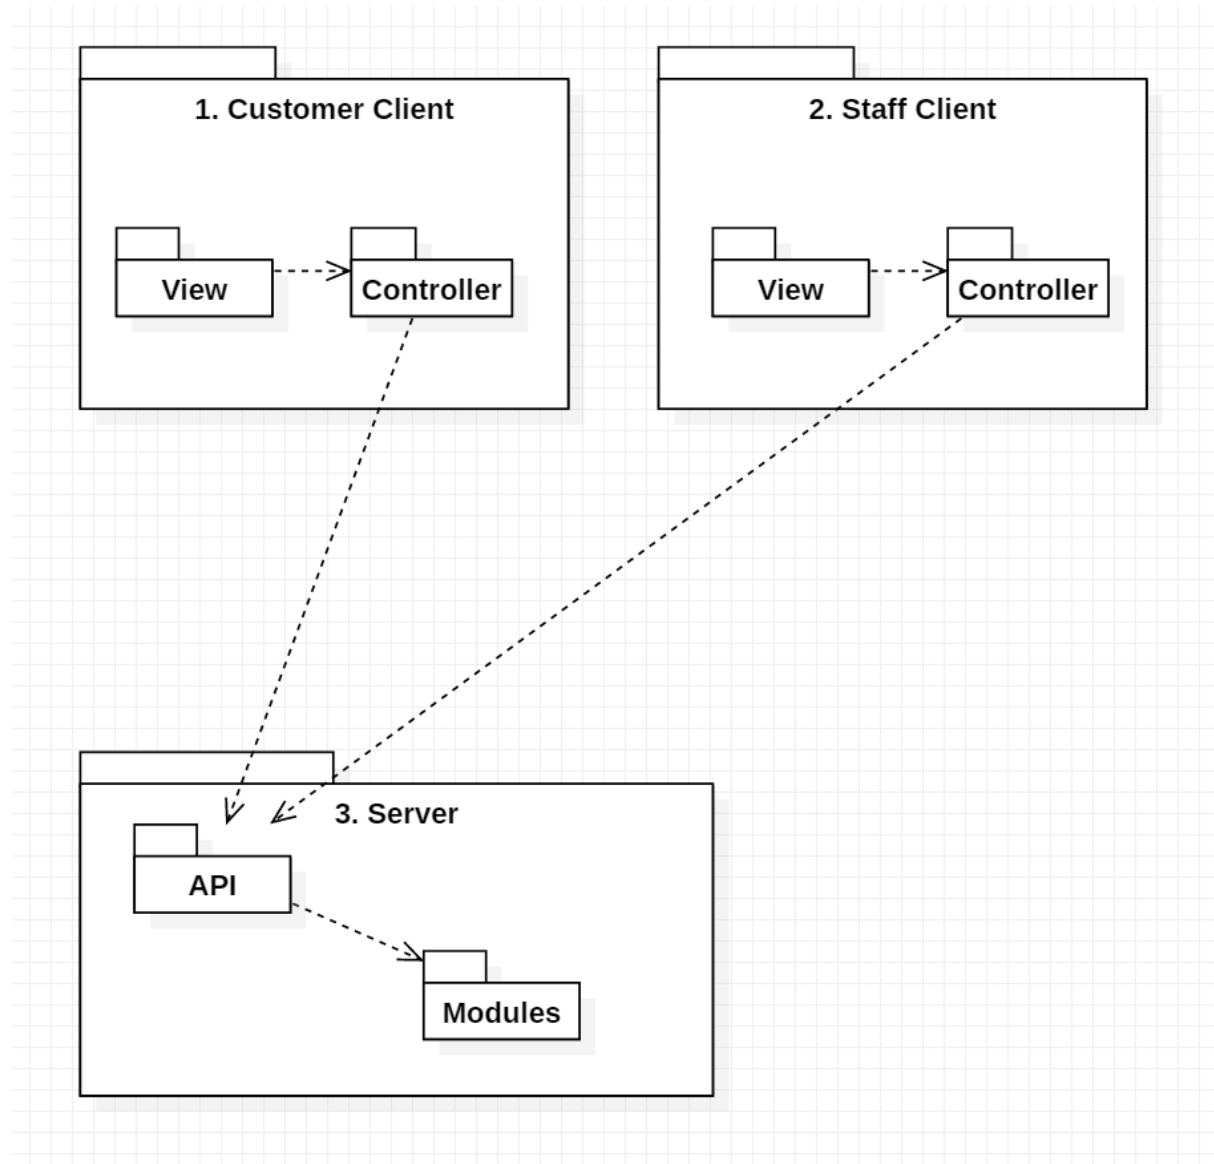 1. Customer Client
2. Staff Client
View
Controller
View
Controller
3. Server
API
Modules